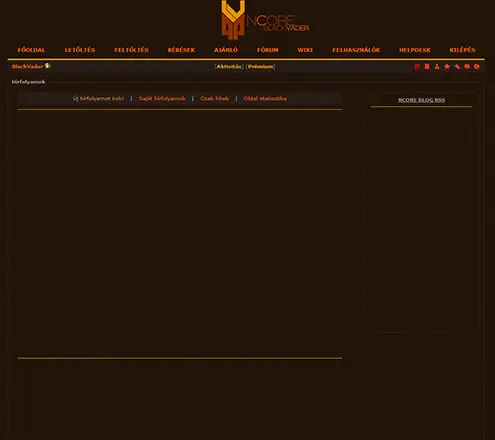 NCORE
BLACKVADER
FŐOLDAL LETÖLTÉS FELTÖLTÉS KÉRÉSEK AJÁNLÓ FÓRUM WIKI FELHASZNÁLÓK HELPDESK KILÉPÉS
BlackVader [Aktivitás] [Prémium]
Hírfolyamok
Új hírfolyamot írok! | Saját hírfolyamok | Csak hírek | Oldal statisztika
NCORE BLOG RSS